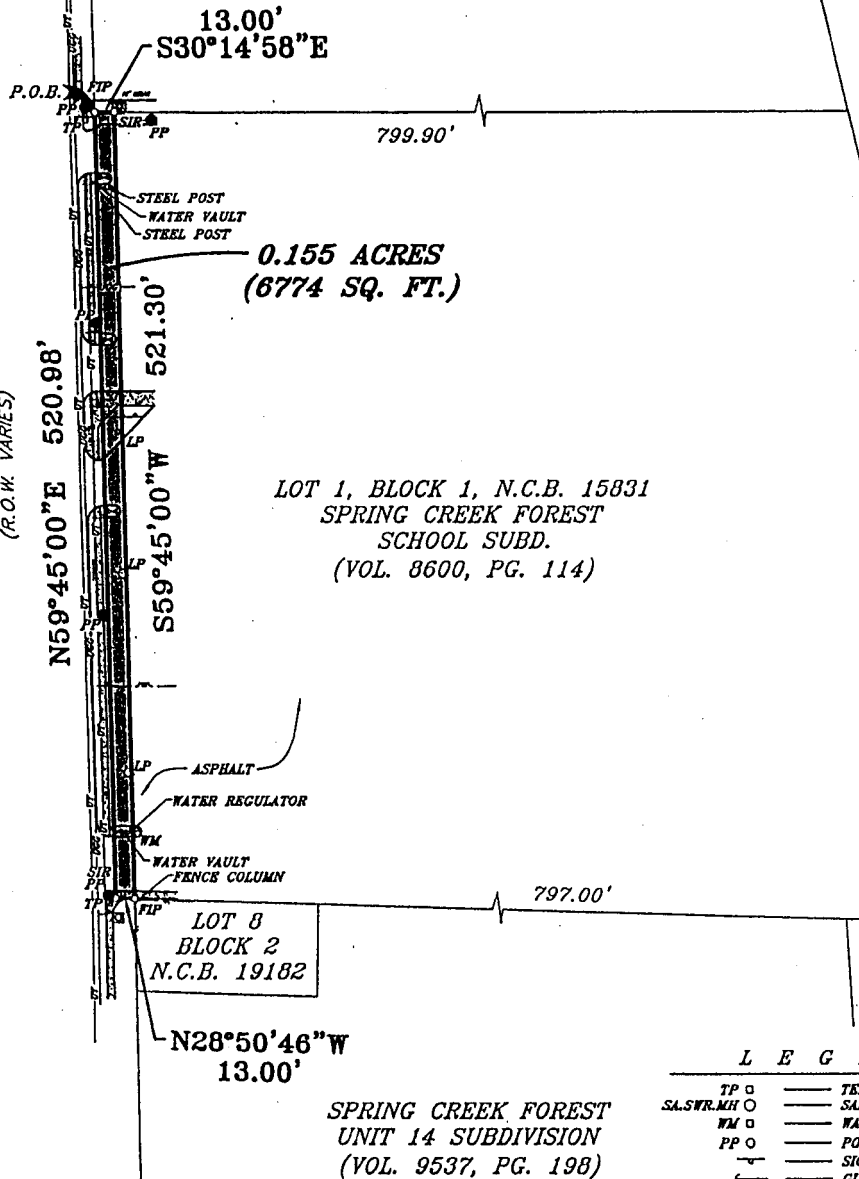 13.00'
S30°14'58"E
P.O.B.
FIP
PP
TP
SIR
PP
799.90'
STEEL POST
WATER VAULT
STEEL POST
0.155 ACRES
(6774 SQ. FT.)
PP
521.30'
N59°45'00"E 520.98'
(R.O.W. VARIES)
LP
S59°45'00"W
LOT 1, BLOCK 1, N.C.B. 15831
SPRING CREEK FOREST
SCHOOL SUBD.
(VOL. 8600, PG. 114)
LP
PP
LP
ASPHALT
WATER REGULATOR
WM
WATER VAULT
SIR
FENCE COLUMN
PP
TP
FIP
797.00'
LOT 8
BLOCK 2
N.C.B. 19182
N28°50'46"W
13.00'
SPRING CREEK FOREST
UNIT 14 SUBDIVISION
(VOL. 9537, PG. 198)
L E G
TP
SA.SWR.MH SA
WM WA
PP PO